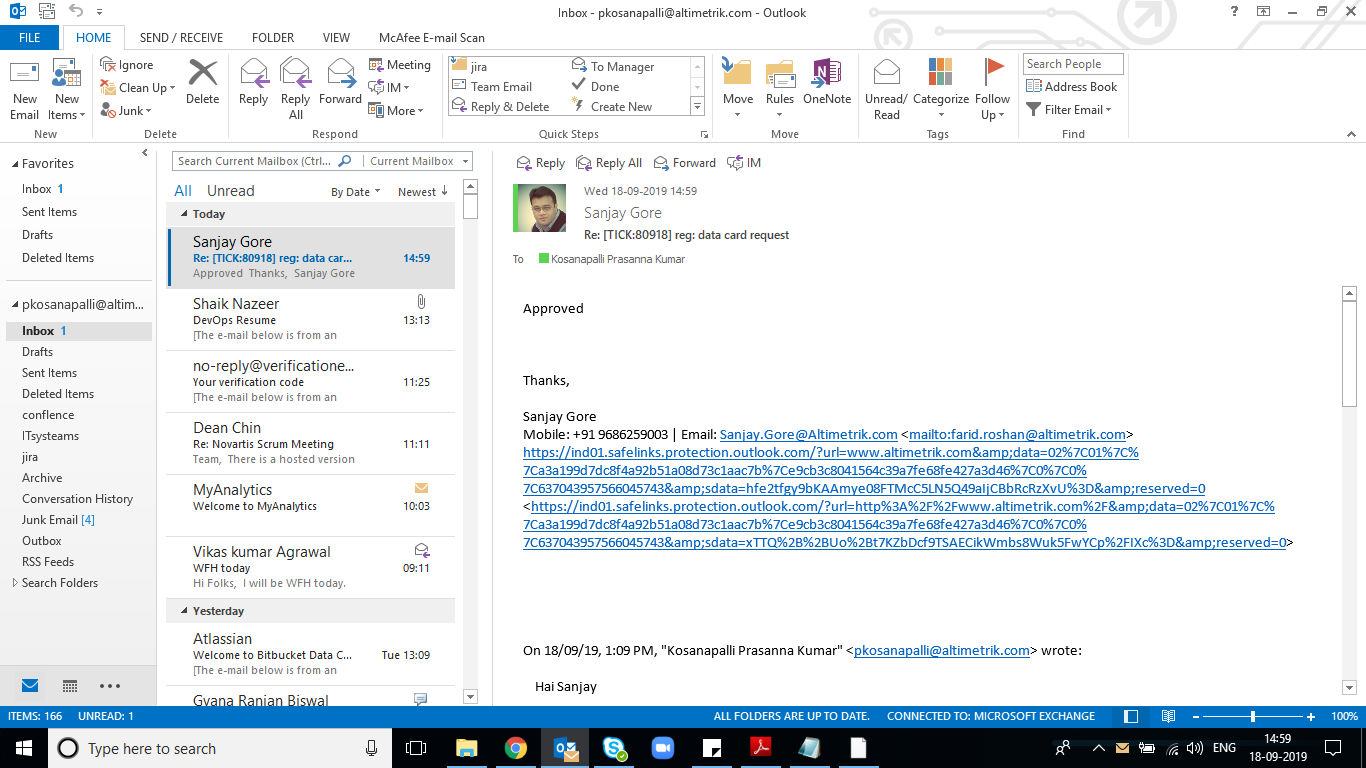 Inbox - pkosanapalli@altimetrik.com - Outlook
FILE HOME SEND / RECEIVE FOLDER VIEW McAfee E-mail Scan
New Email
New Items
New
Ignore
Clean Up
Junk
Delete
Delete
Reply
Reply All
Forward
Meeting
IM
More
Respond
jira
Team Email
Reply & Delete
To Manager
Done
Create New
Quick Steps
Move
Rules
OneNote
Move
Unread/ Read
Categorize
Follow Up
Tags
Search People
Address Book
Filter Email
Find
Favorites
Inbox 1
Sent Items
Drafts
Deleted Items
pkosanapalli@altim...
Inbox 1
Drafts
Sent Items
Deleted Items
conflence
ITsysteams
jira
Archive
Conversation History
Junk Email [4]
Outbox
RSS Feeds
Search Folders
Search Current Mailbox (Ctrl... Current Mailbox
All Unread By Date Newest
Today
Sanjay Gore
Re: [TICK:80918] reg: data car... 14:59
Approved Thanks, Sanjay Gore
Shaik Nazeer
DevOps Resume 13:13
[The e-mail below is from an
no-reply@verificatione...
Your verification code 11:25
[The e-mail below is from an
Dean Chin
Re: Novartis Scrum Meeting 11:11
Team, There is a hosted version
MyAnalytics
Welcome to MyAnalytics 10:03
Vikas kumar Agrawal
WFH today 09:11
Hi Folks, I will be WFH today.
Yesterday
Atlassian
Welcome to Bitbucket Data C... Tue 13:09
[The e-mail below is from an
Gyana Ranjan Biswal
Reply Reply All Forward IM
Wed 18-09-2019 14:59
Sanjay Gore
Re: [TICK:80918] reg: data card request
To Kosanapalli Prasanna Kumar
Approved
Thanks,
Sanjay Gore
Mobile: +91 9686259003 | Email: Sanjay.Gore@Altimetrik.com <mailto:farid.roshan@altimetrik.com>
https://ind01.safelinks.protection.outlook.com/?url=www.altimetrik.com&amp;data=02%7C01%7C%
7Ca3a199d7dc8f4a92b51a08d73c1aac7b%7Ce9cb3c8041564c39a7fe68fe427a3d46%7C0%7C0%
7C637043957566045743&amp;sdata=hfe2tfgy9bKAAmye08FTMcC5LN5Q49aIjCBbRcRzXvU%3D&amp;reserved=0
<https://ind01.safelinks.protection.outlook.com/?url=http%3A%2F%2Fwww.altimetrik.com%2F&amp;data=02%7C01%7C%
7Ca3a199d7dc8f4a92b51a08d73c1aac7b%7Ce9cb3c8041564c39a7fe68fe427a3d46%7C0%7C0%
7C637043957566045743&amp;sdata=xTTQ%2B%2BUo%2Bt7KZbDcf9TSAECikWmbs8Wuk5FwYCp%2FIXc%3D&amp;reserved=0>
On 18/09/19, 1:09 PM, "Kosanapalli Prasanna Kumar" <pkosanapalli@altimetrik.com> wrote:
Hai Sanjay
ITEMS: 166 UNREAD: 1 ALL FOLDERS ARE UP TO DATE. CONNECTED TO: MICROSOFT EXCHANGE 100%
Type here to search
ENG
14:59
18-09-2019